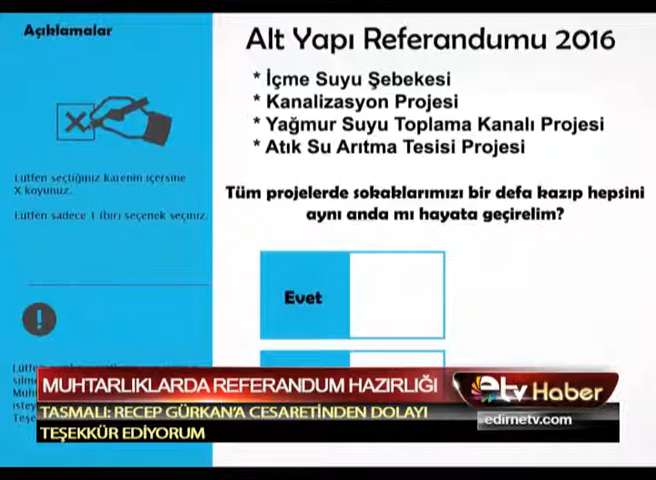 Açıklamalar
Alt Yapı Referandumu 2016
* İçme Suyu Şebekesi
* Kanalizasyon Projesi
* Yağmur Suyu Toplama Kanalı Projesi
* Atık Su Arıtma Tesisi Projesi
Lütfen seçtiğiniz karenin içersine
X koyunuz.
Lütfen sadece 1 (bir) seçenek seçiniz.
Tüm projelerde sokaklarımızı bir defa kazıp hepsini
aynı anda mı hayata geçirelim?
Evet
MUHTARLIKLARDA REFERANDUM HAZIRLIĞI
etv Haber
TASMALI: RECEP GÜRKAN'A CESARETİNDEN DOLAYI
TEŞEKKÜR EDİYORUM
edirnetv.com